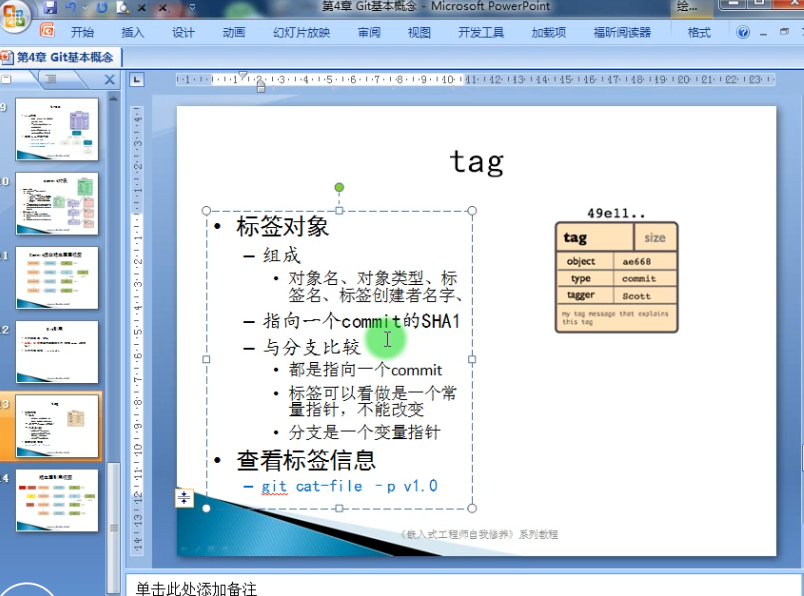 第4章 Git基本概念 - Microsoft PowerPoint
绘...
开始 插入 设计 动画 幻灯片放映 审阅 视图 开发工具 加载项 福昕阅读器 格式
第4章 Git基本概念
tag
• 标签对象
– 组成
• 对象名、对象类型、标
签名、标签创建者名字、
– 指向一个commit的SHA1
– 与分支比较
• 都是指向一个commit
• 标签可以看做是一个常
量指针，不能改变
• 分支是一个变量指针
• 查看标签信息
– git cat-file -p v1.0
49e11..
tag size
object ae668
type commit
tagger Scott
my tag message that explains
this tag
《嵌入式工程师自我修养》系列教程
单击此处添加备注